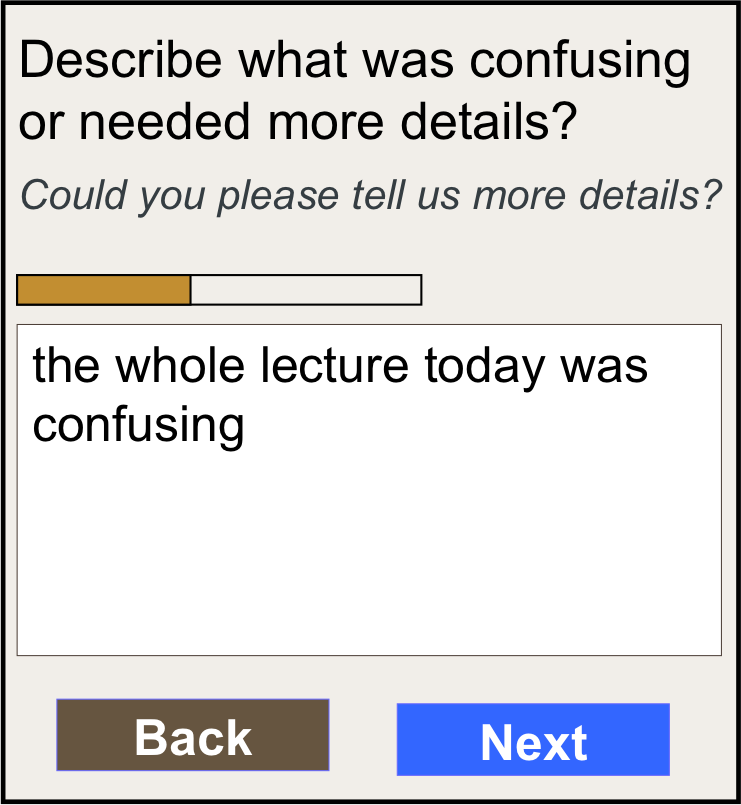 Describe what was confusing
or needed more details?
Could you please tell us more details?
the whole lecture today was
confusing
Back
Next